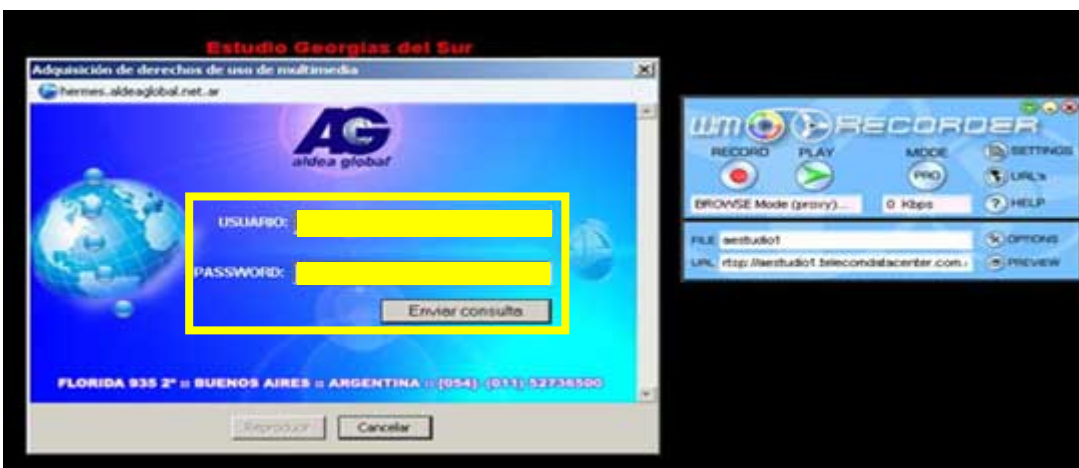 Estudio Georgias del Sur
Adquisición de derechos de uso de multimedia
hermes.aldeaglobal.net.ar
AG
aldea global
USUARIO:
PASSWORD:
Enviar consulta
FLORIDA 935 2° :: BUENOS AIRES :: ARGENTINA :: (054) (011) 52736500
Reproducir Cancelar
WM RECORDER
RECORD PLAY MODE SETTINGS
PRO URL's
BROWSE Mode (proxy)... 0 Kbps ? HELP
FILE aestudio1 OPTIONS
URL rtsp://aestudio1.telecomdatacenter.com. PREVIEW